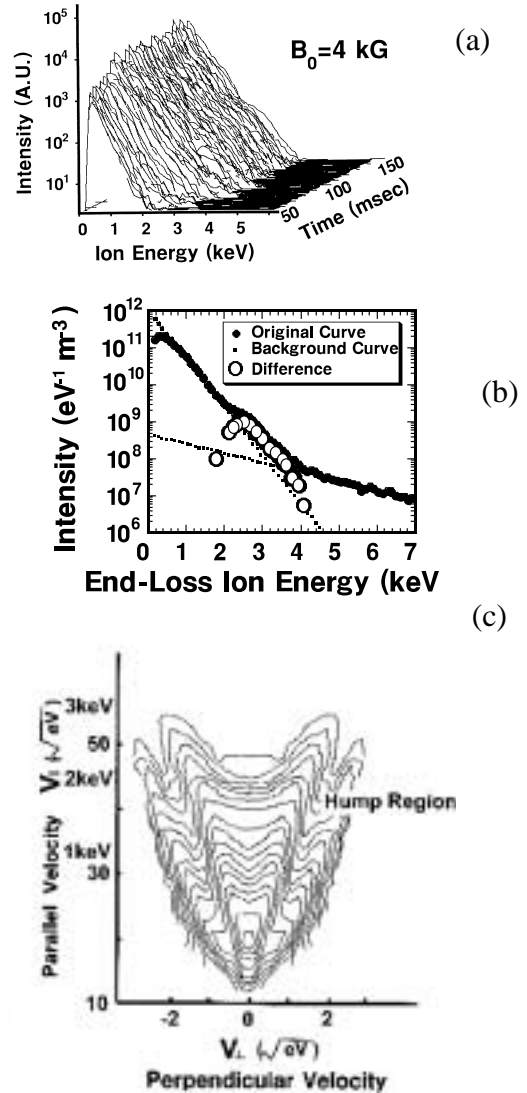 (a)
B₀=4 kG
Intensity (A.U.)
10⁵
10⁴
10³
10²
10¹
0 1 2 3 4 5
50 100 150
Ion Energy (keV)
Time (msec)
(b)
Intensity (eV⁻¹ m⁻³)
10¹²
10¹¹
10¹⁰
10⁹
10⁸
10⁷
10⁶
Original Curve
Background Curve
Difference
0 1 2 3 4 5 6 7
End-Loss Ion Energy (keV
(c)
Parallel Velocity V∥ (√eV)
3keV
50
2keV
Hump Region
1keV
30
10
-2 0 2
V⊥ (√eV)
Perpendicular Velocity